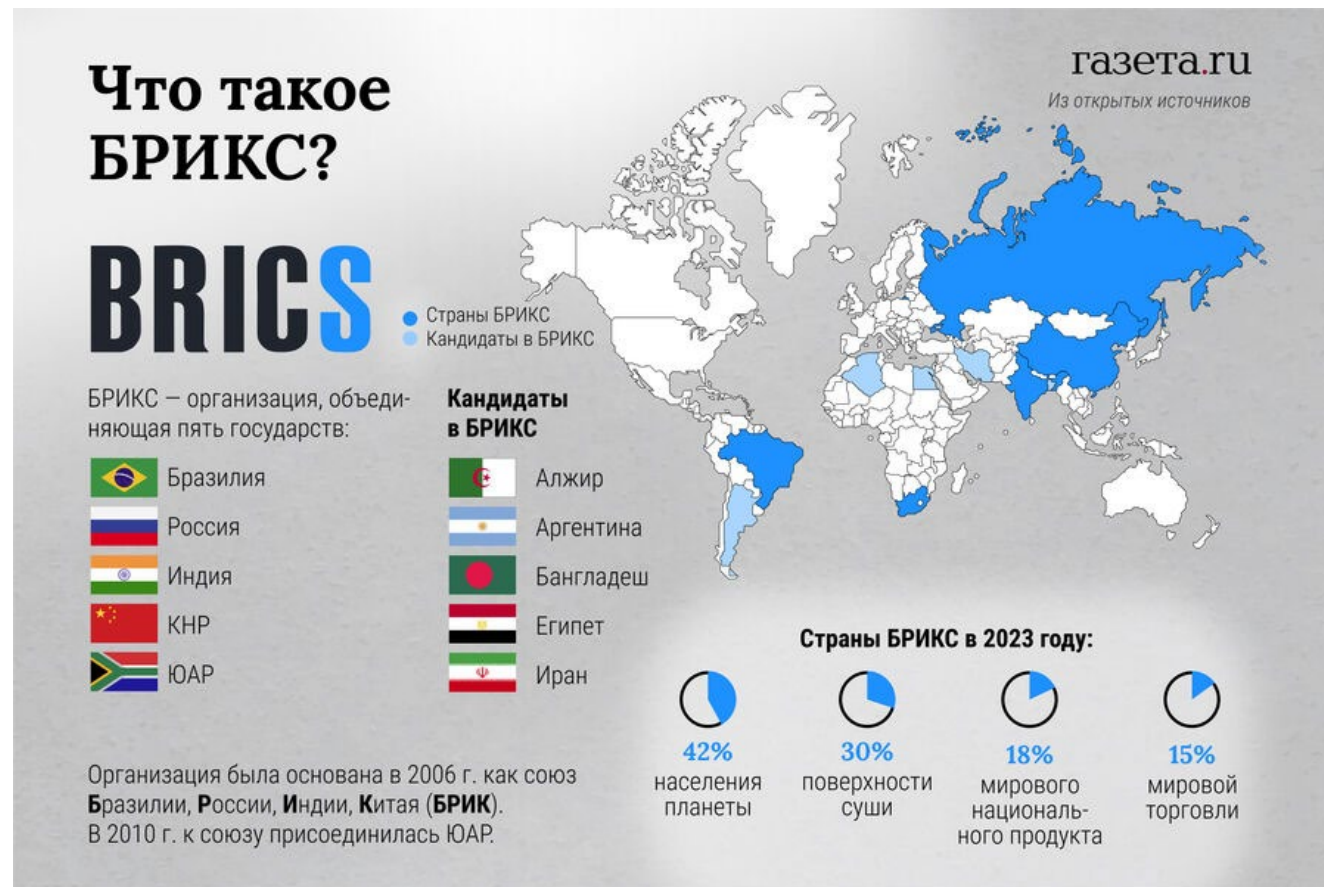 Что такое
БРИКС?
газета.ru
Из открытых источников
BRICS
Страны БРИКС
Кандидаты в БРИКС
БРИКС — организация, объеди-
няющая пять государств:
Бразилия
Россия
Индия
КНР
ЮАР
Кандидаты
в БРИКС
Алжир
Аргентина
Бангладеш
Египет
Иран
Организация была основана в 2006 г. как союз
Бразилии, России, Индии, Китая (БРИК).
В 2010 г. к союзу присоединилась ЮАР.
Страны БРИКС в 2023 году:
42%
населения
планеты
30%
поверхности
суши
18%
мирового
националь-
ного продукта
15%
мировой
торговли